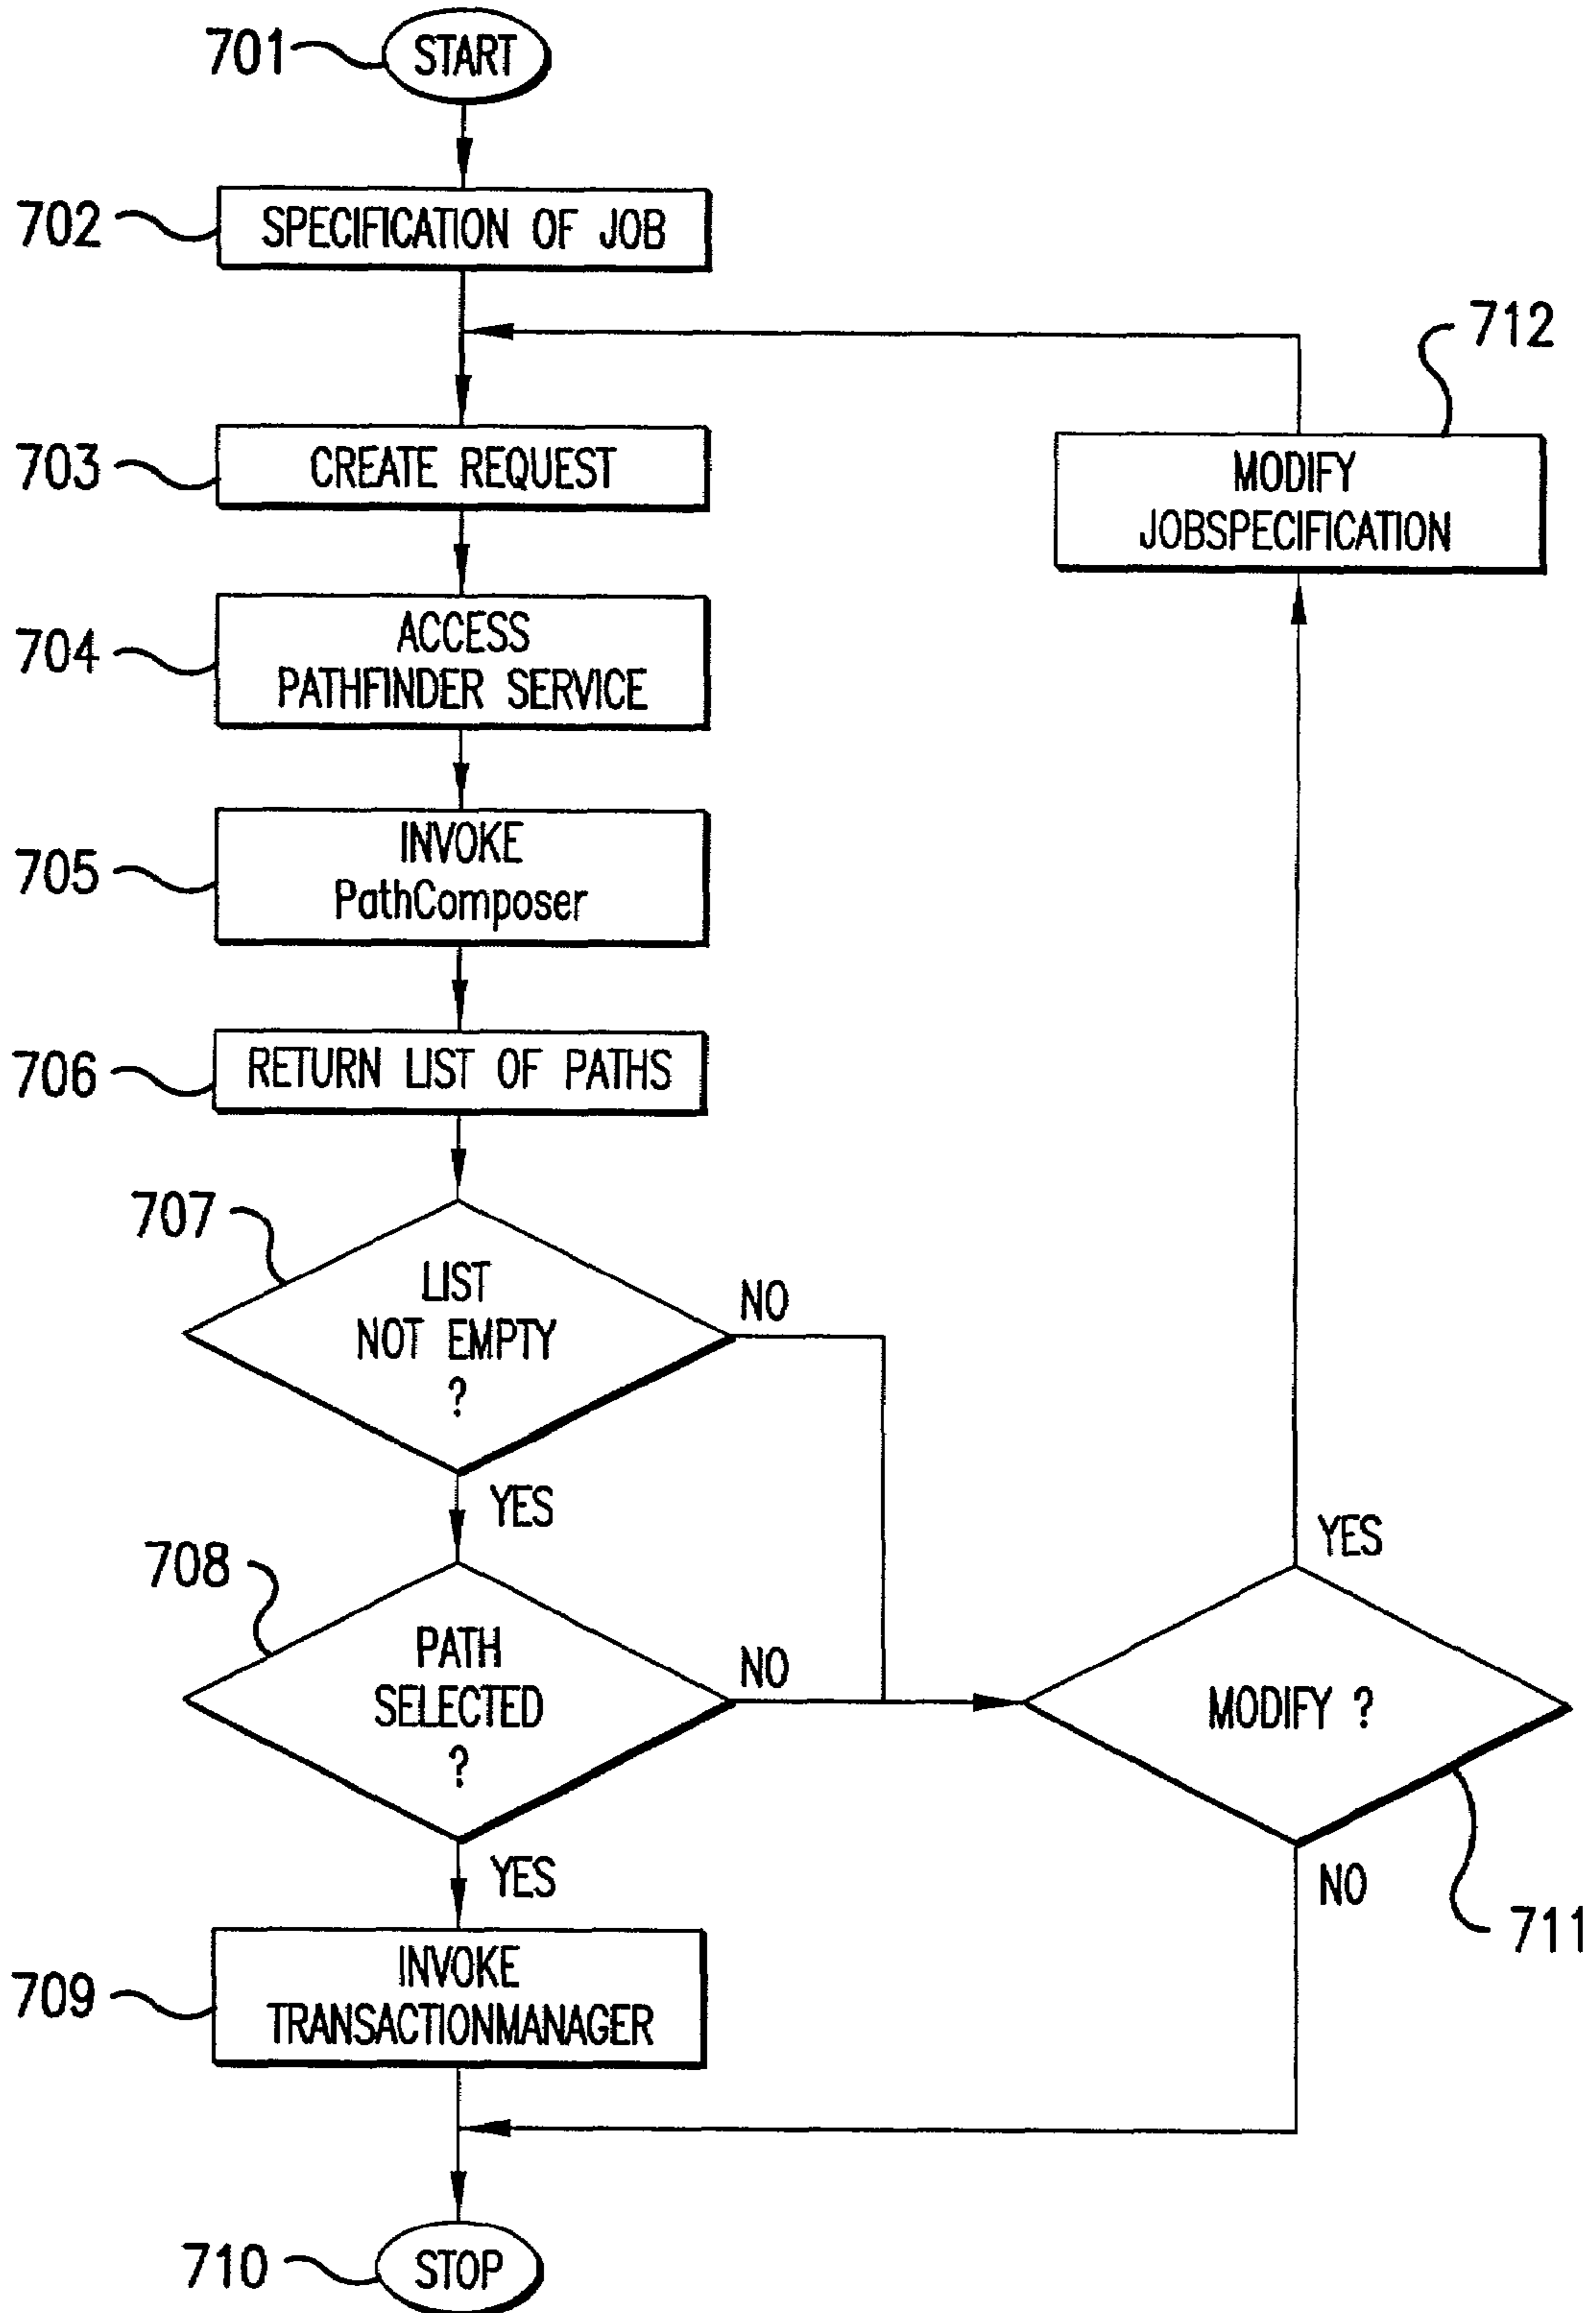 701
START
702
SPECIFICATION OF JOB
712
703
CREATE REQUEST
MODIFY
JOBSPECIFICATION
704
ACCESS
PATHFINDER SERVICE
705
INVOKE
PathComposer
706
RETURN LIST OF PATHS
707
LIST
NOT EMPTY
?
NO
YES
708
PATH
SELECTED
?
NO
YES
MODIFY ?
YES
NO
711
709
INVOKE
TRANSACTIONMANAGER
710
STOP